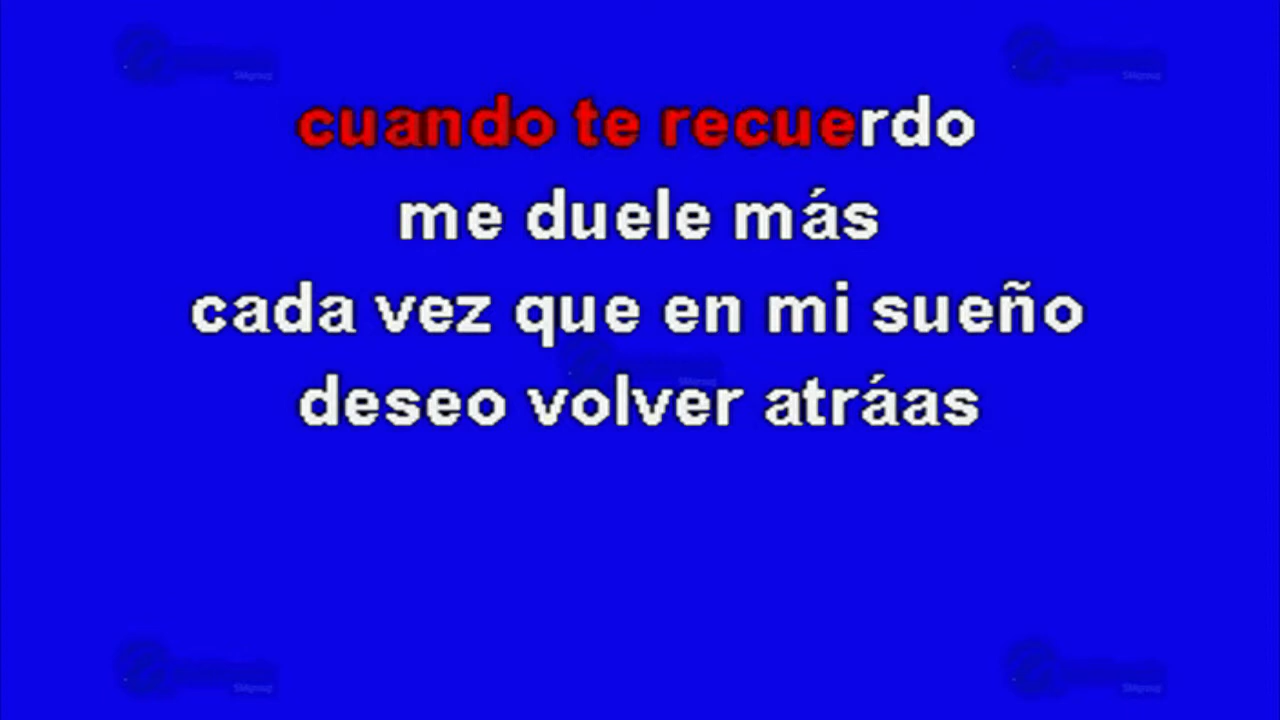 cuando te recuerdo
me duele más
cada vez que en mi sueño
deseo volver atráas